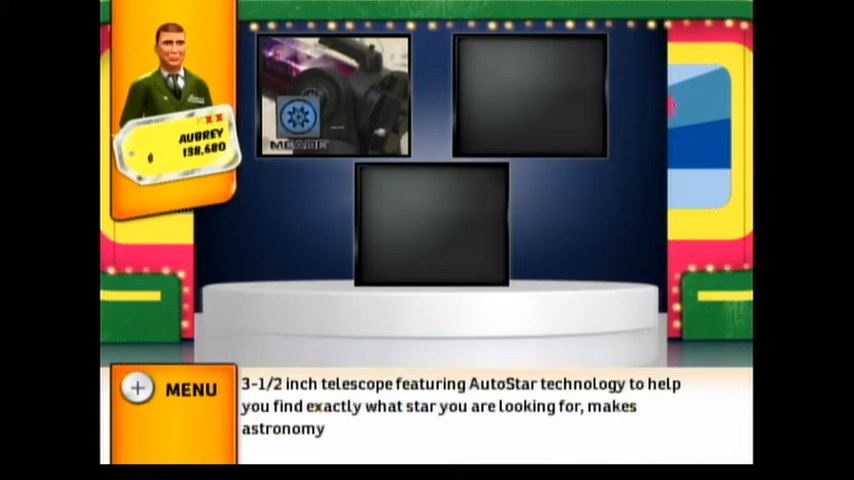 XXX
AUBREY
138,680
MEADE
MENU
3-1/2 inch telescope featuring AutoStar technology to help
you find exactly what star you are looking for, makes
astronomy